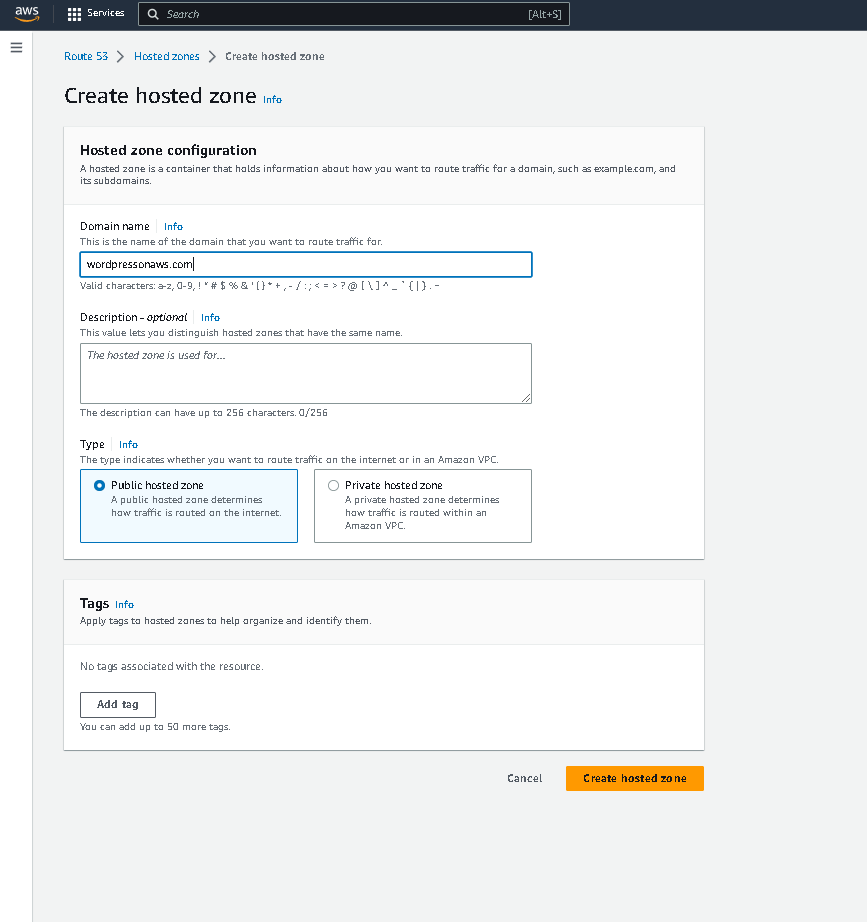 aws Services Search [Alt+S]
Route 53 > Hosted zones > Create hosted zone
Create hosted zone Info
Hosted zone configuration
A hosted zone is a container that holds information about how you want to route traffic for a domain, such as example.com, and
its subdomains.
Domain name Info
This is the name of the domain that you want to route traffic for.
wordpressonaws.com
Valid characters: a-z, 0-9, ! " # $ % & ' ( ) * + , - / : ; < = > ? @ [ \ ] ^ _ ` { | } . ~
Description - optional Info
This value lets you distinguish hosted zones that have the same name.
The hosted zone is used for...
The description can have up to 256 characters. 0/256
Type Info
The type indicates whether you want to route traffic on the internet or in an Amazon VPC.
Public hosted zone
A public hosted zone determines
how traffic is routed on the internet.
Private hosted zone
A private hosted zone determines
how traffic is routed within an
Amazon VPC.
Tags Info
Apply tags to hosted zones to help organize and identify them.
No tags associated with the resource.
Add tag
You can add up to 50 more tags.
Cancel Create hosted zone